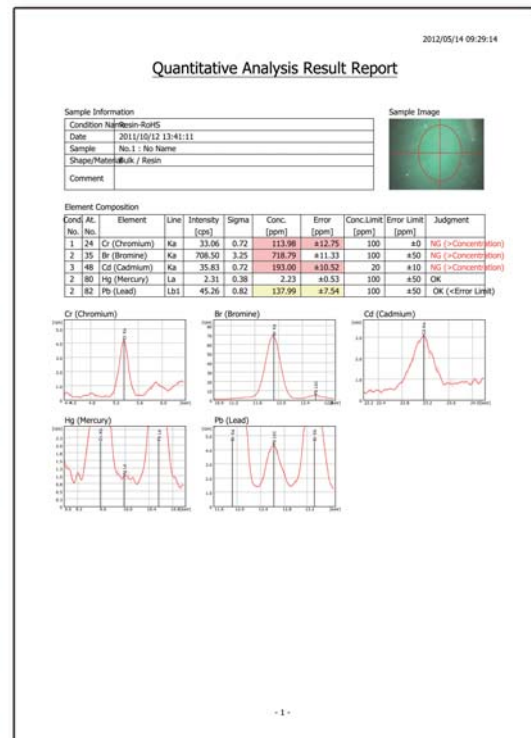 2012/05/14 09:29:14
Quantitative Analysis Result Report
Sample Information
Sample Image
Condition Name Resin-RoHS
Date 2011/10/12 13:41:11
Sample No.1 : No Name
Shape/Material Bulk / Resin
Comment
Element Composition
Cond. At. Element Line Intensity Sigma Conc. Error Conc.Limit Error Limit Judgment
No. No. [cps] [ppm] [ppm] [ppm] [ppm]
1 24 Cr (Chromium) Ka 33.06 0.72 113.98 ±12.75 100 ±0 NG (>Concentration)
2 35 Br (Bromine) Ka 708.50 3.25 718.79 ±11.33 100 ±50 NG (>Concentration)
3 48 Cd (Cadmium) Ka 35.83 0.72 193.00 ±10.52 20 ±10 NG (>Concentration)
2 80 Hg (Mercury) La 2.31 0.38 2.23 ±0.53 100 ±50 OK
2 82 Pb (Lead) Lb1 45.26 0.82 137.99 ±7.54 100 ±50 OK (<Error Limit)
Cr (Chromium) Br (Bromine) Cd (Cadmium)
Hg (Mercury) Pb (Lead)
- 1 -